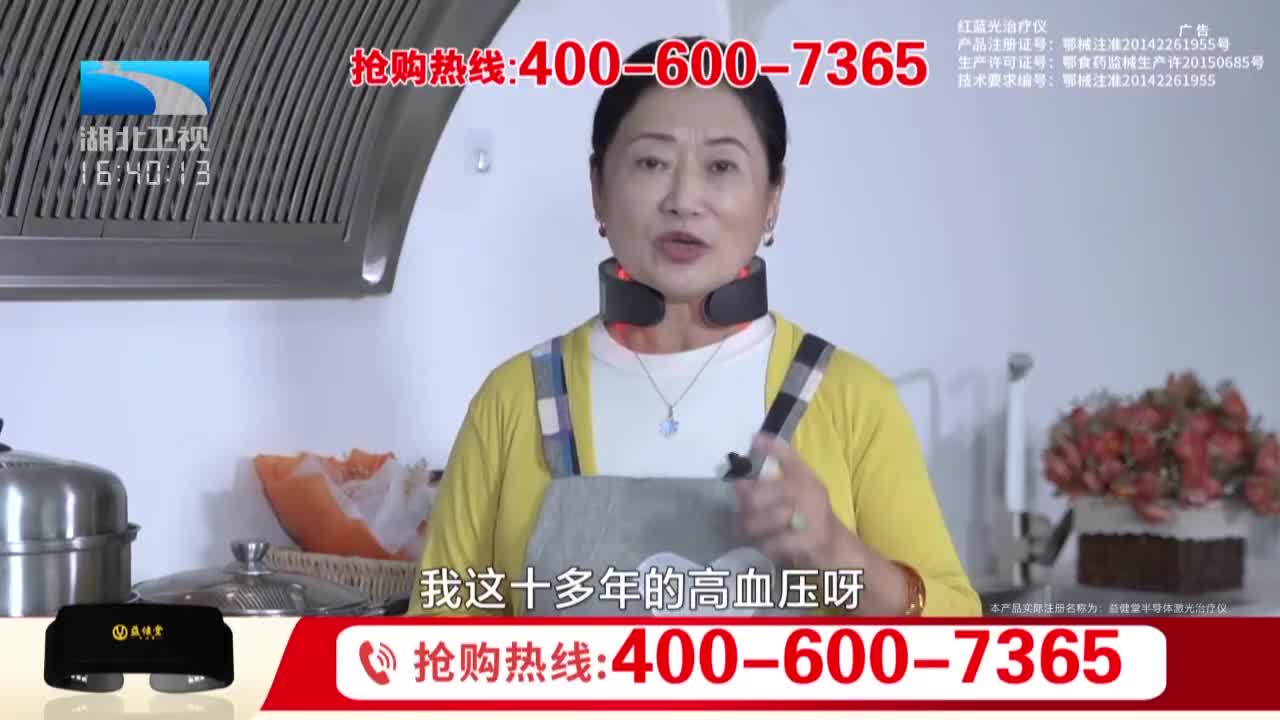 抢购热线:400-600-7365
红蓝光治疗仪
广告
产品注册证号：鄂械注准20142261955号
生产许可证号：鄂食药监械生产许20150685号
技术要求编号：鄂械注准20142261955
湖北卫视
16:40:13
我这十多年的高血压呀
本产品实际注册名称为：益健堂半导体激光治疗仪
益健堂
抢购热线:400-600-7365